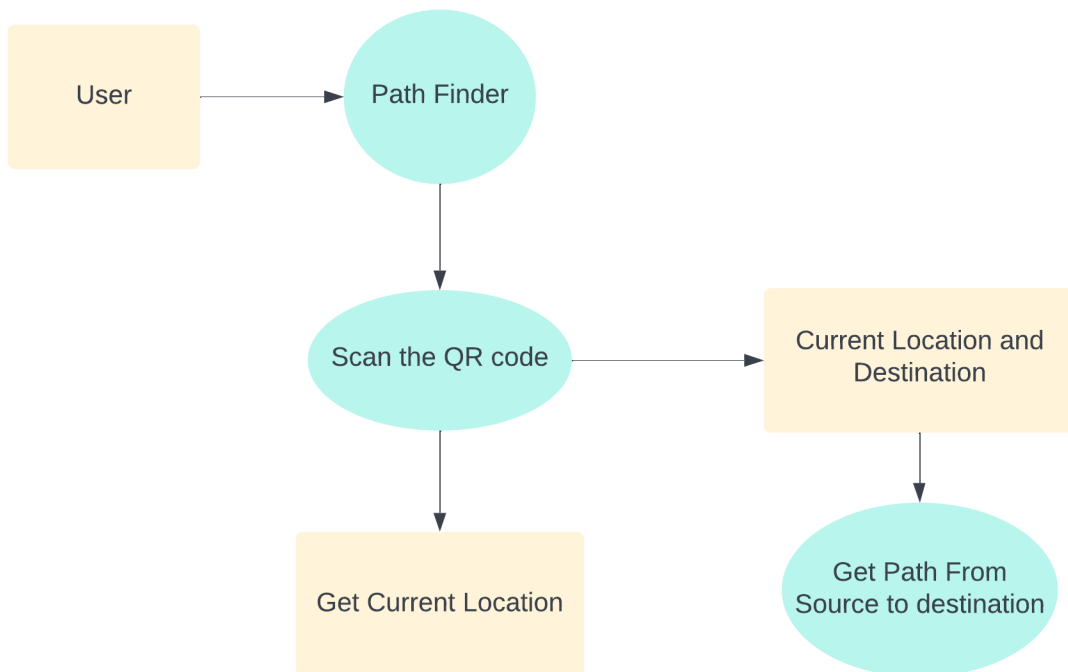 User
Path Finder
Scan the QR code
Current Location and
Destination
Get Current Location
Get Path From
Source to destination